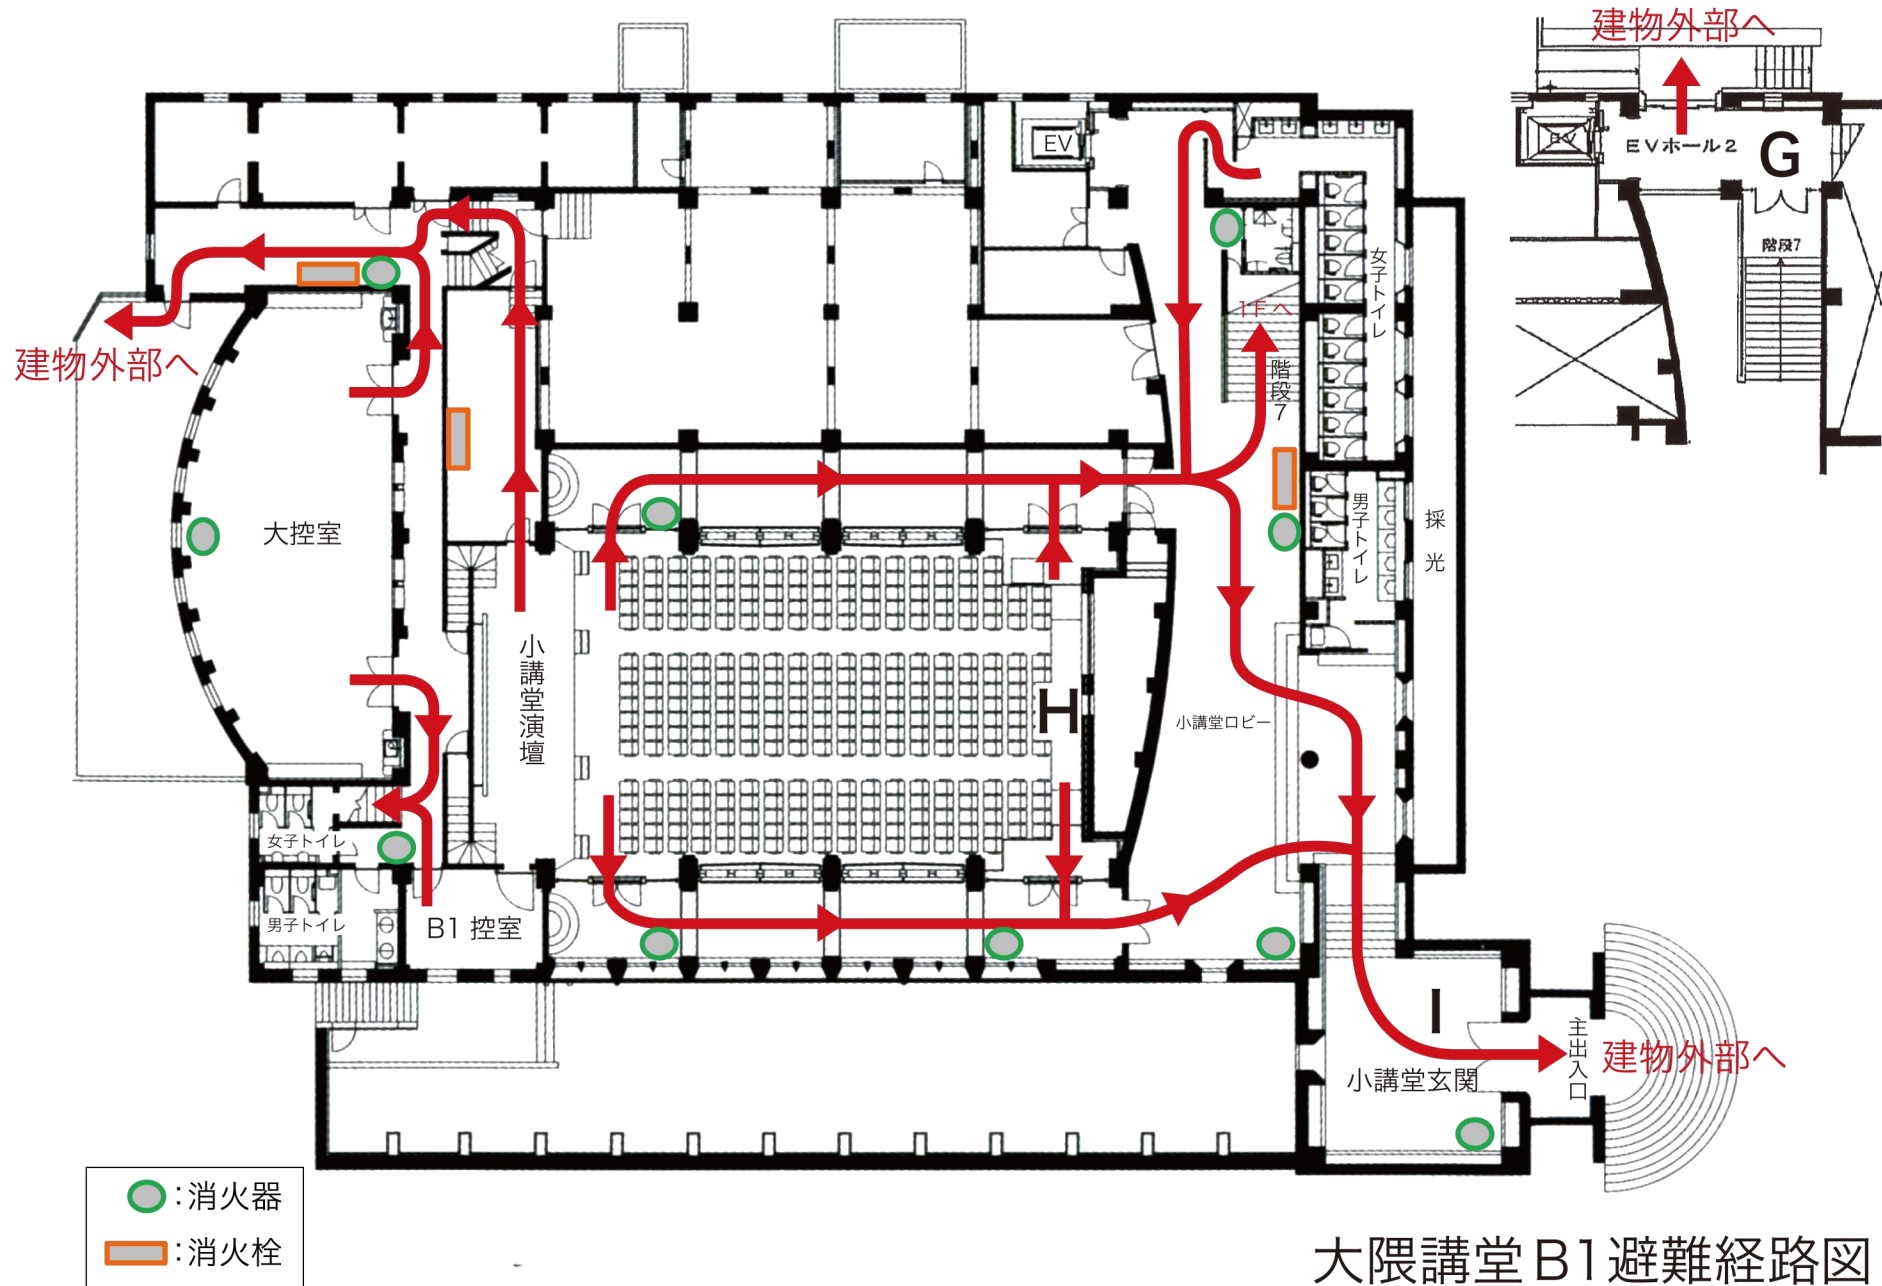 建物外部へ
EV
EVホール2
G
階段7
EV
女子トイレ
1Fへ
階段7
建物外部へ
大控室
男子トイレ
採光
小講堂演壇
H
小講堂ロビー
女子トイレ
男子トイレ
B1 控室
I
主出入口
建物外部へ
小講堂玄関
:消火器
:消火栓
大隈講堂B1避難経路図